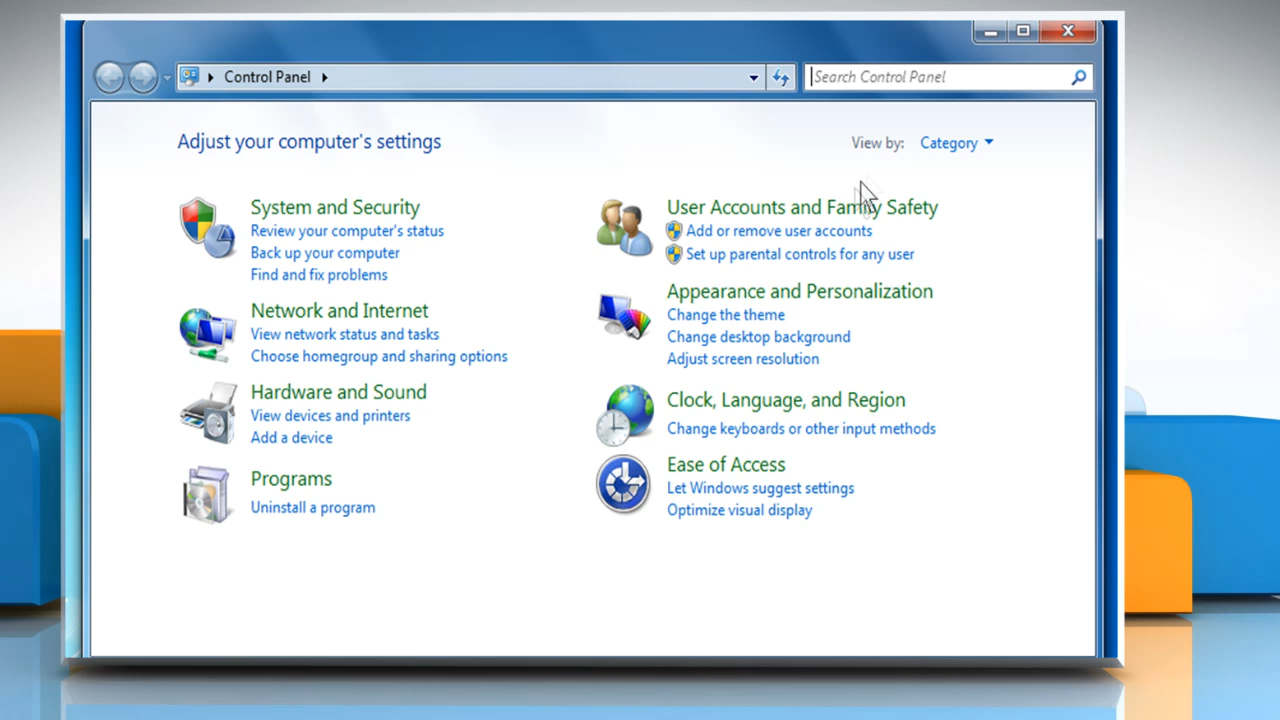 Control Panel
Search Control Panel
Adjust your computer's settings
View by: Category
System and Security
Review your computer's status
Back up your computer
Find and fix problems
Network and Internet
View network status and tasks
Choose homegroup and sharing options
Hardware and Sound
View devices and printers
Add a device
Programs
Uninstall a program
User Accounts and Family Safety
Add or remove user accounts
Set up parental controls for any user
Appearance and Personalization
Change the theme
Change desktop background
Adjust screen resolution
Clock, Language, and Region
Change keyboards or other input methods
Ease of Access
Let Windows suggest settings
Optimize visual display